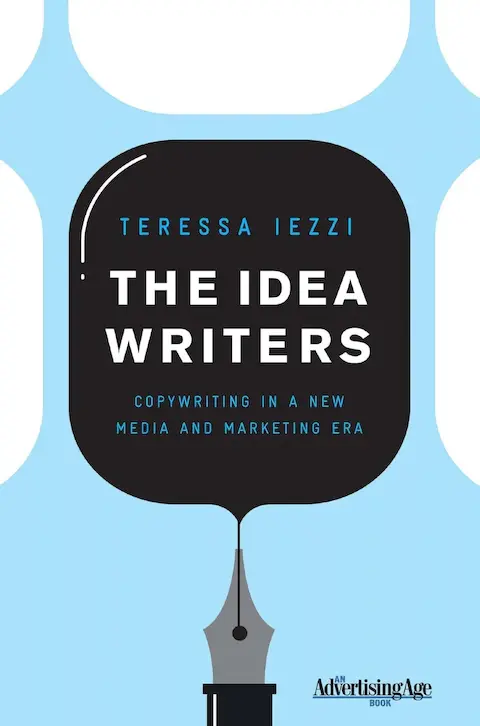 TERESSA IEZZI
THE IDEA
WRITERS
COPYWRITING IN A NEW
MEDIA AND MARKETING ERA
AN
AdvertisingAge
BOOK